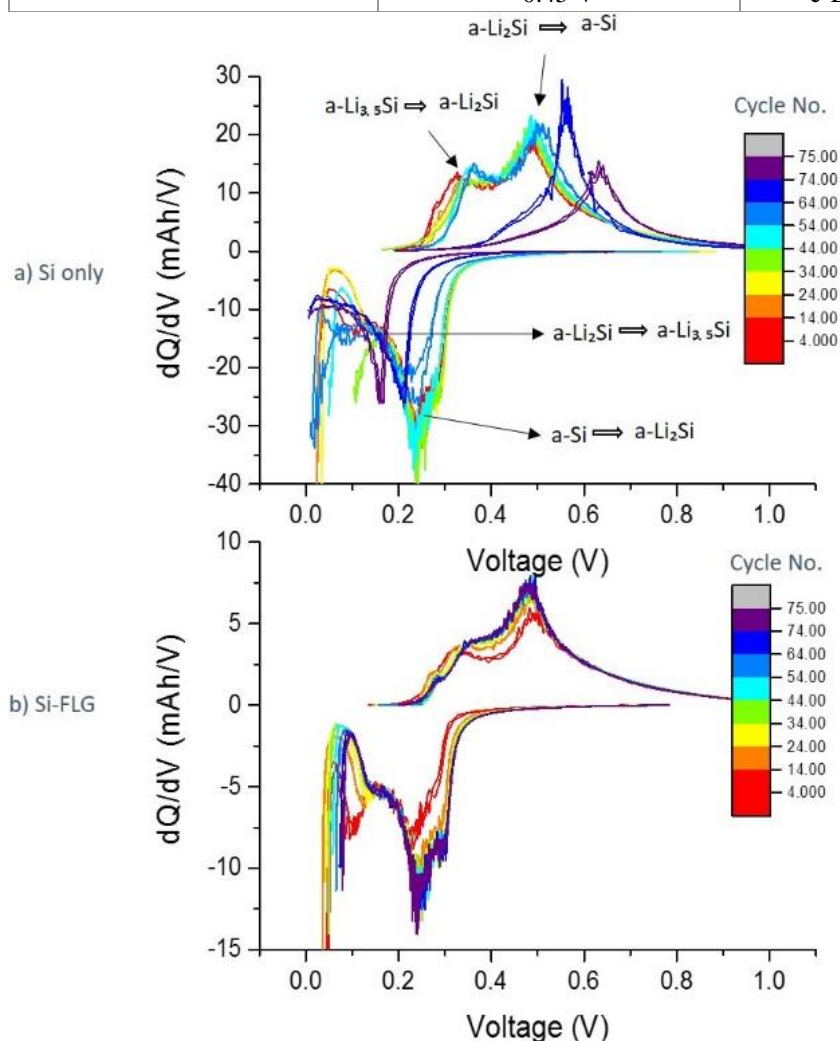 0.45 V
a-Li₂Si ⇒ a-Si
a-Li₃,₅Si ⇒ a-Li₂Si
Cycle No.
30
20
10
0
-10
-20
-30
-40
dQ/dV (mAh/V)
a) Si only
75.00
74.00
64.00
54.00
44.00
34.00
24.00
14.00
4.000
a-Li₂Si ⇒ a-Li₃,₅Si
a-Si ⇒ a-Li₂Si
0.0 0.2 0.4 0.6 0.8 1.0
Voltage (V)
Cycle No.
10
5
0
-5
-10
-15
dQ/dV (mAh/V)
b) Si-FLG
75.00
74.00
64.00
54.00
44.00
34.00
24.00
14.00
4.000
0.0 0.2 0.4 0.6 0.8 1.0
Voltage (V)